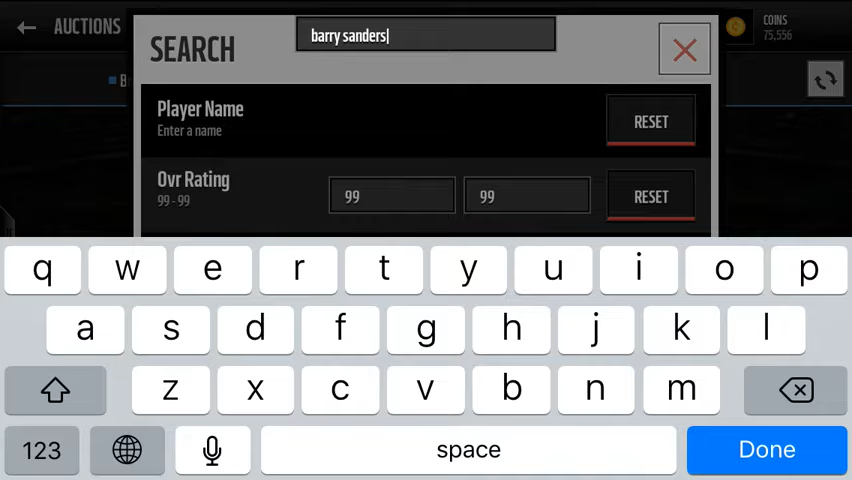 AUCTIONS
SEARCH
barry sanders
COINS
75,556
Player Name
Enter a name
RESET
Ovr Rating
99 - 99
99
99
RESET
q w e r t y u i o p
a s d f g h j k l
z x c v b n m
123
space
Done